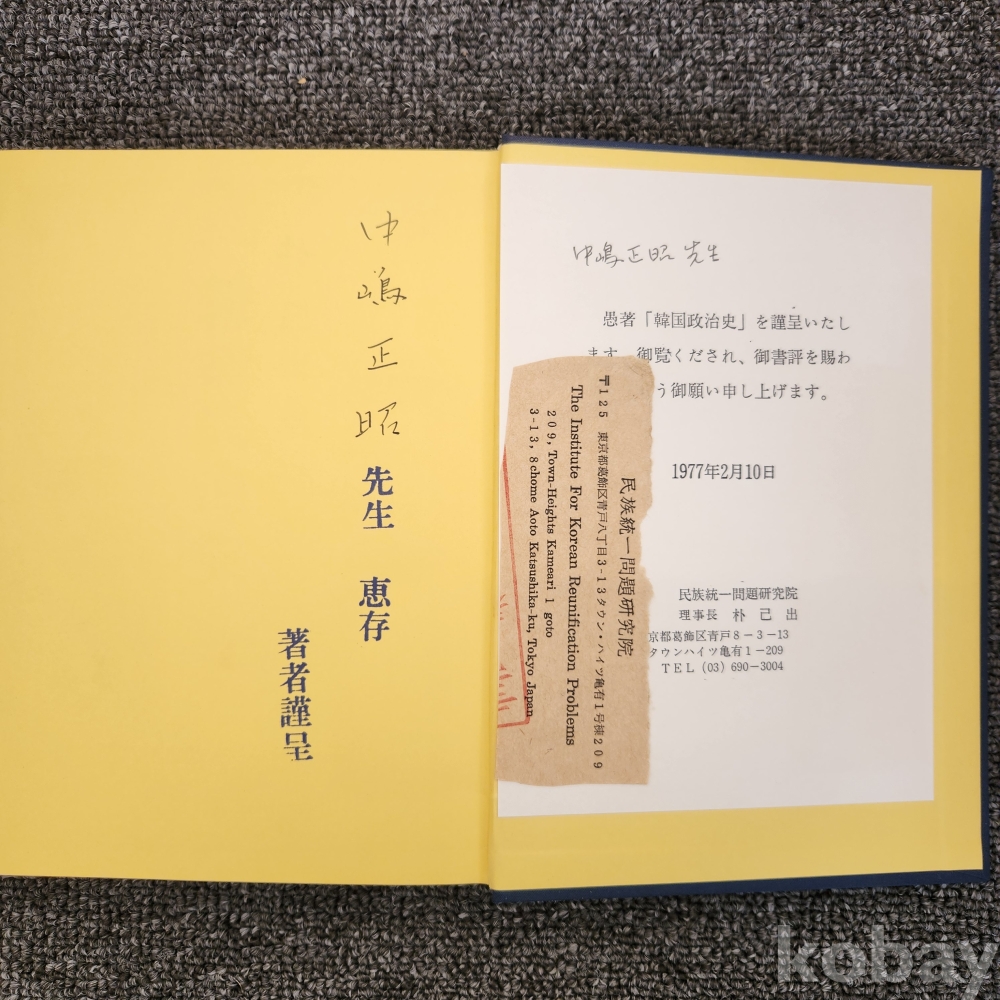 中嶋正昭 先生 恵存
著者謹呈
中嶋正昭 先生
愚著「韓国政治史」を謹呈いたし
ます 御覧くだされ、御書評を賜わ
う御願い申し上げます。
1977年2月10日
民族統一問題研究院
理事長 朴己出
京都葛飾区青戸8-3-13
タウンハイツ亀有1-209
TEL (03) 690-3004
民族統一問題研究院
〒125 東京都葛飾区青戸八丁目3-13タウン・ハイツ亀有1号棟209
The Institute For Korean Reunification Problems
209, Town-Heights Kameari 1 goto
3-13, 8chome Aoto Katsushika-ku, Tokyo Japan
kobay